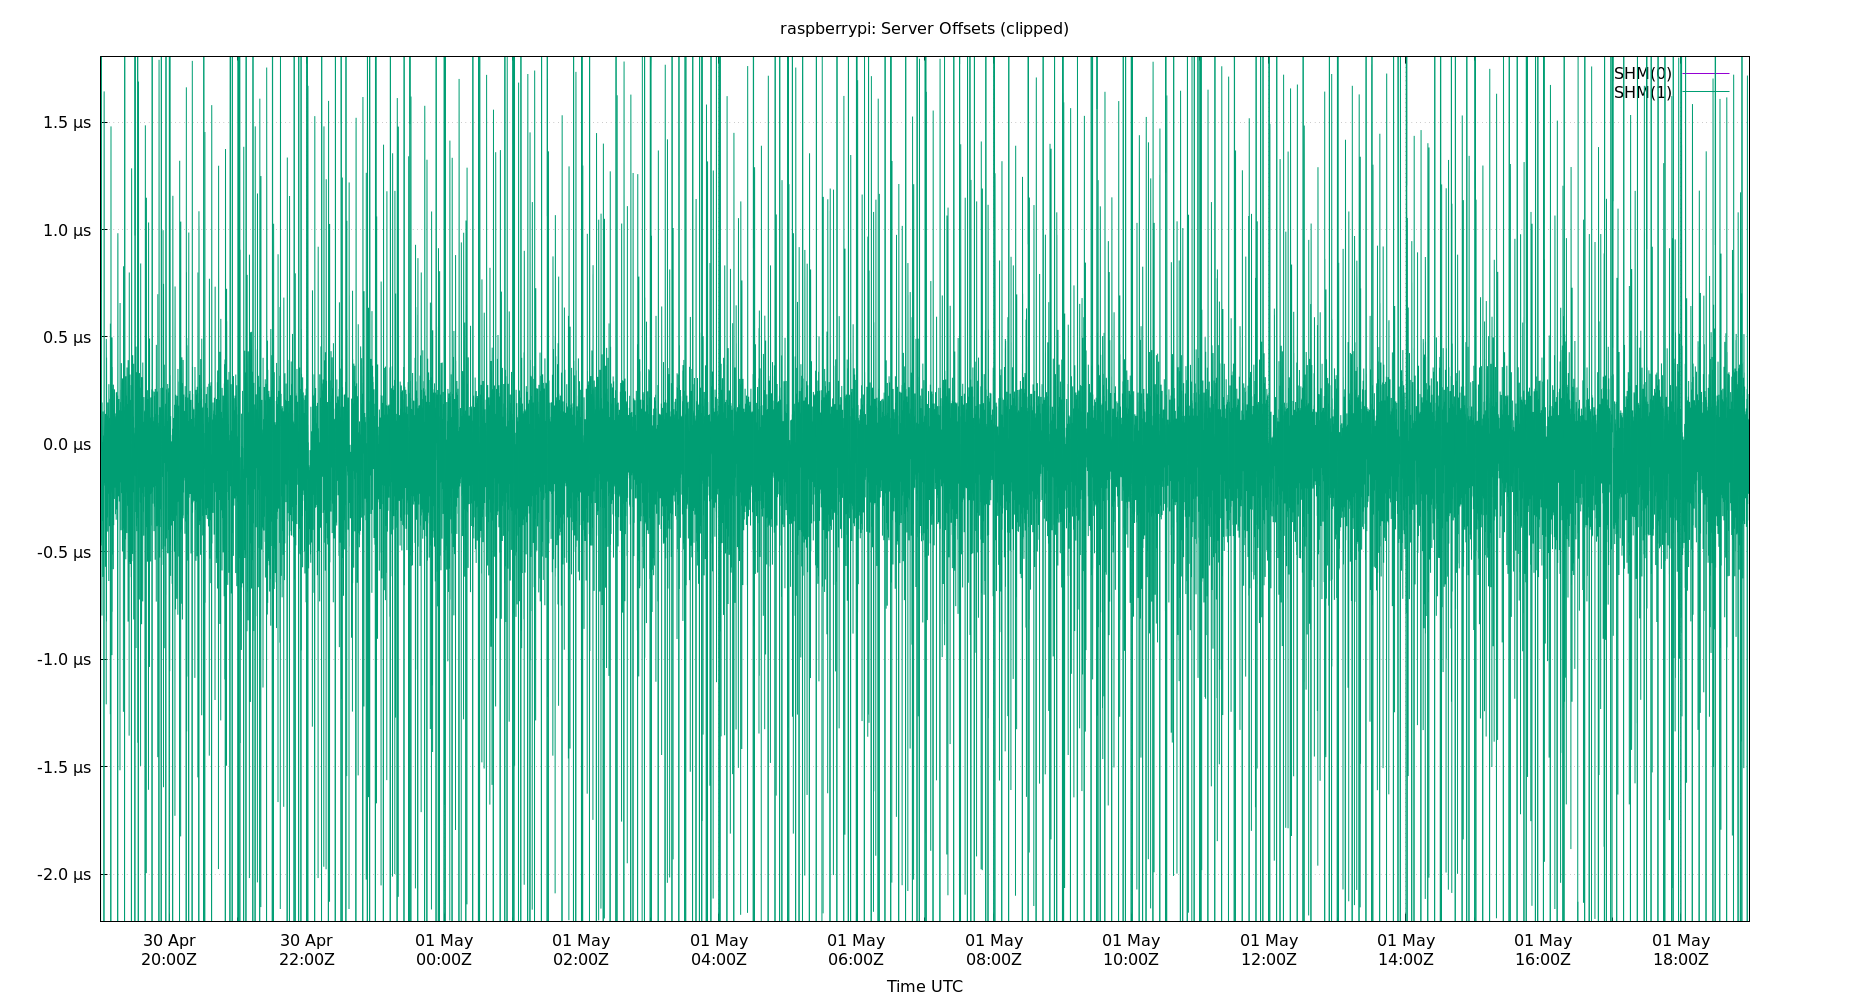 raspberrypi: Server Offsets (clipped)
SHM(0)
SHM(1)
1.5 µs
1.0 µs
0.5 µs
0.0 µs
-0.5 µs
-1.0 µs
-1.5 µs
-2.0 µs
30 Apr 30 Apr 01 May 01 May 01 May 01 May 01 May 01 May 01 May 01 May 01 May 01 May
20:00Z 22:00Z 00:00Z 02:00Z 04:00Z 06:00Z 08:00Z 10:00Z 12:00Z 14:00Z 16:00Z 18:00Z
Time UTC